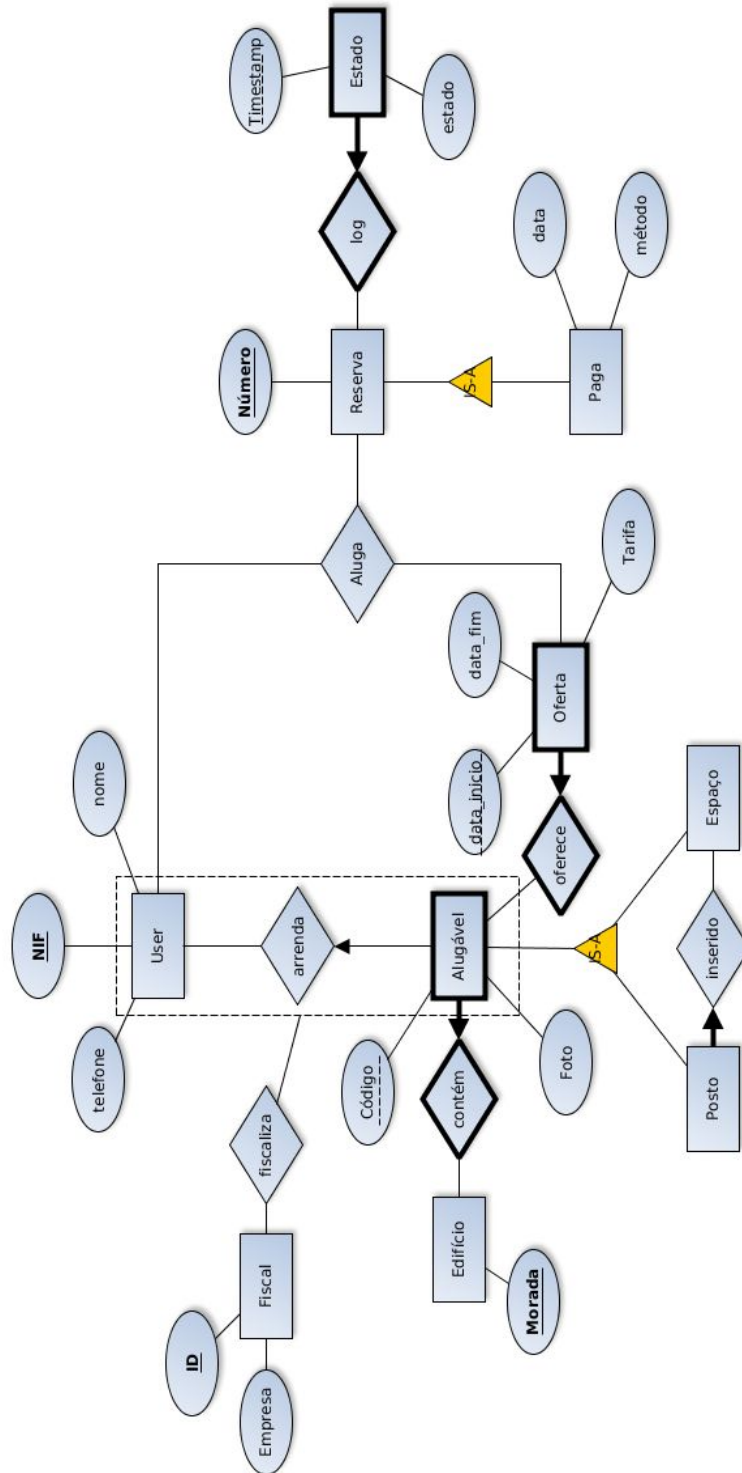 NIF
telefone
nome
User
ID
Timestamp
Número
Empresa
Fiscal
fiscaliza
arrenda
Aluga
Reserva
log
Estado
Código
estado
Edifício
contém
Alugável
IS-A
data_inicio
data_fim
Morada
Foto
oferece
Oferta
data
IS-A
Paga
Tarifa
método
Posto
inserido
Espaço